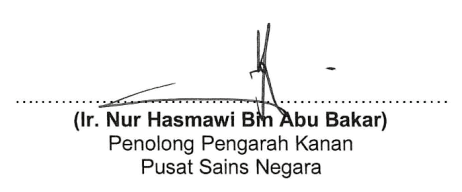 (Ir. Nur Hasmawi Bin Abu Bakar)
Penolong Pengarah Kanan
Pusat Sains Negara